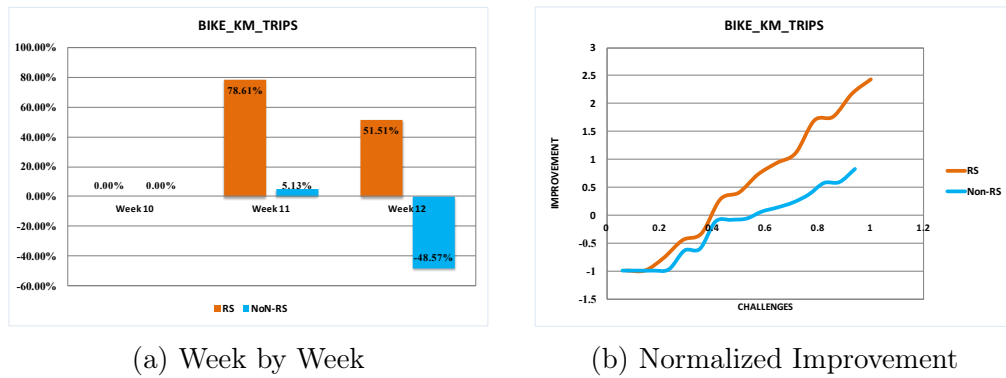 BIKE_KM_TRIPS
100.00%
80.00%
60.00%
40.00%
20.00%
0.00%
-20.00%
-40.00%
-60.00%
0.00%
0.00%
78.61%
5.13%
51.51%
-48.57%
Week 10
Week 11
Week 12
RS
NoN-RS
(a) Week by Week
BIKE_KM_TRIPS
IMPROVEMENT
3
2.5
2
1.5
1
0.5
0
-0.5
-1
-1.5
0
0.2
0.4
0.6
0.8
1
1.2
CHALLENGES
RS
Non-RS
(b) Normalized Improvement